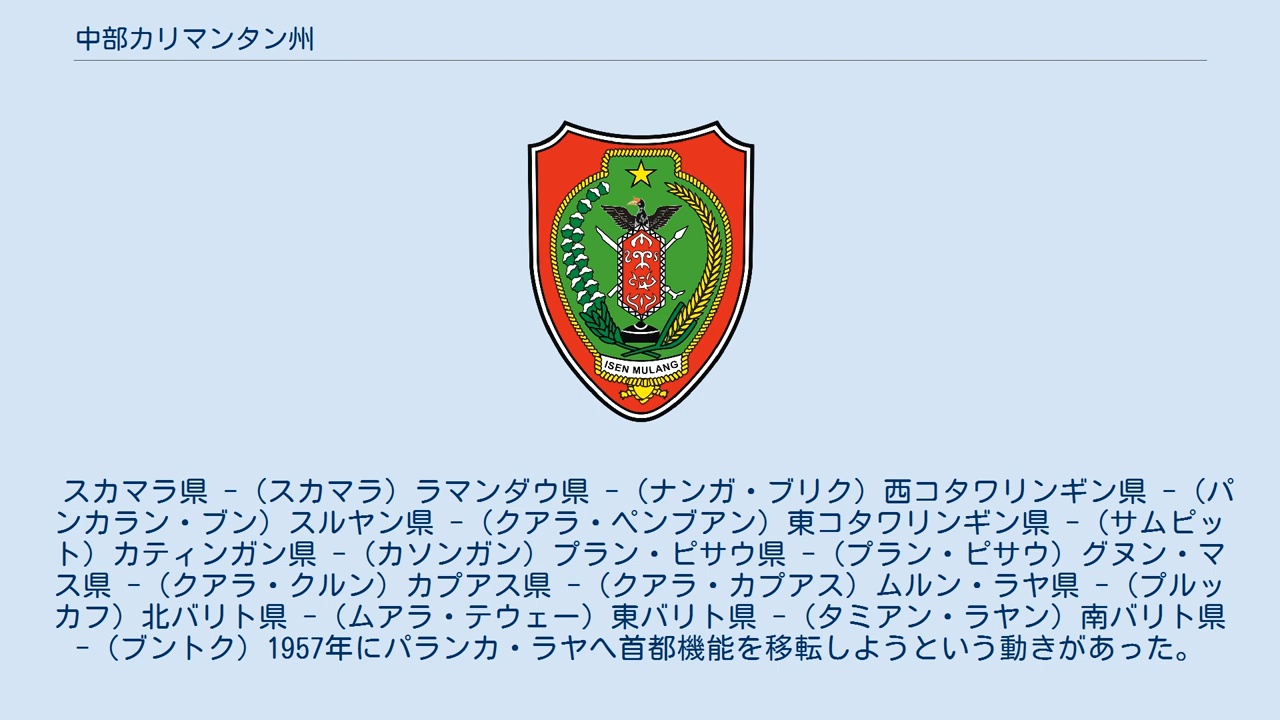 中部カリマンタン州
ISEN MULANG
スカマラ県 -（スカマラ）ラマンダウ県 -（ナンガ・ブリク）西コタワリンギン県 -（パ
ンカラン・ブン）スルヤン県 -（クアラ・ペンブアン）東コタワリンギン県 -（サムピッ
ト）カティンガン県 -（カソンガン）プラン・ピサウ県 -（プラン・ピサウ）グヌン・マ
ス県 -（クアラ・クルン）カプアス県 -（クアラ・カプアス）ムルン・ラヤ県 -（プルッ
カフ）北バリト県 -（ムアラ・テウェー）東バリト県 -（タミアン・ラヤン）南バリト県
-（ブントク）1957年にパランカ・ラヤへ首都機能を移転しようという動きがあった。